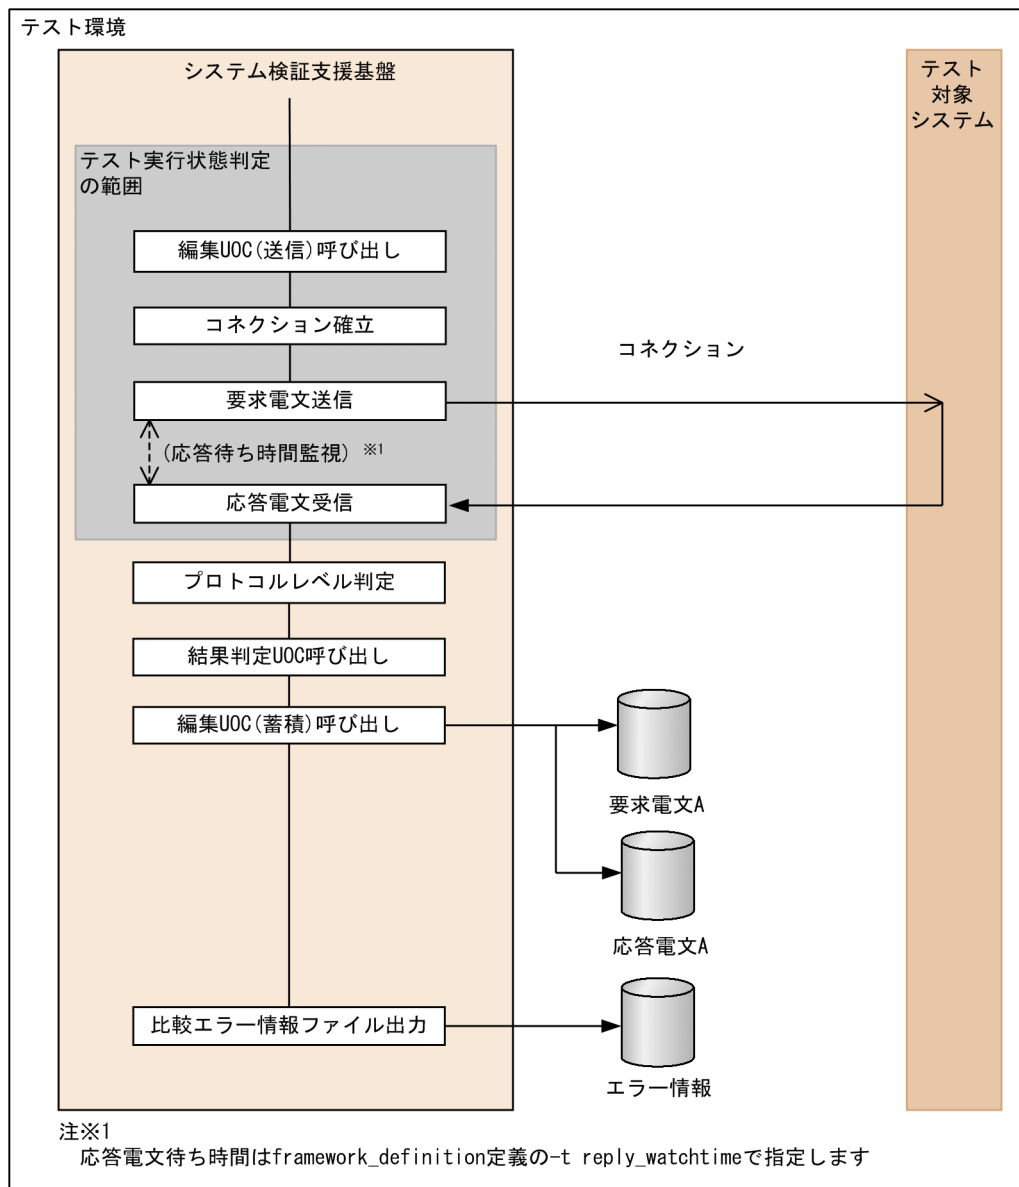 テスト環境
システム検証支援基盤
テスト
対象
システム
テスト実行状態判定
の範囲
編集UOC(送信)呼び出し
コネクション確立
コネクション
要求電文送信
(応答待ち時間監視) ※1
応答電文受信
プロトコルレベル判定
結果判定UOC呼び出し
編集UOC(蓄積)呼び出し
要求電文A
応答電文A
比較エラー情報ファイル出力
エラー情報
注※1
応答電文待ち時間はframework_definition定義の-t reply_watchtimeで指定します